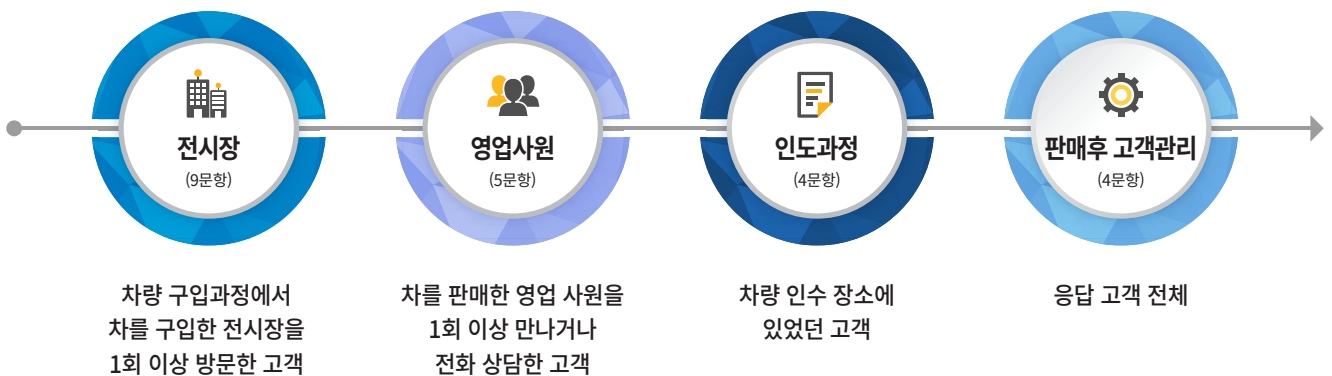 전시장
(9문항)
영업사원
(5문항)
인도과정
(4문항)
판매후 고객관리
(4문항)
차량 구입과정에서
차를 구입한 전시장을
1회 이상 방문한 고객
차를 판매한 영업 사원을
1회 이상 만나거나
전화 상담한 고객
차량 인수 장소에
있었던 고객
응답 고객 전체